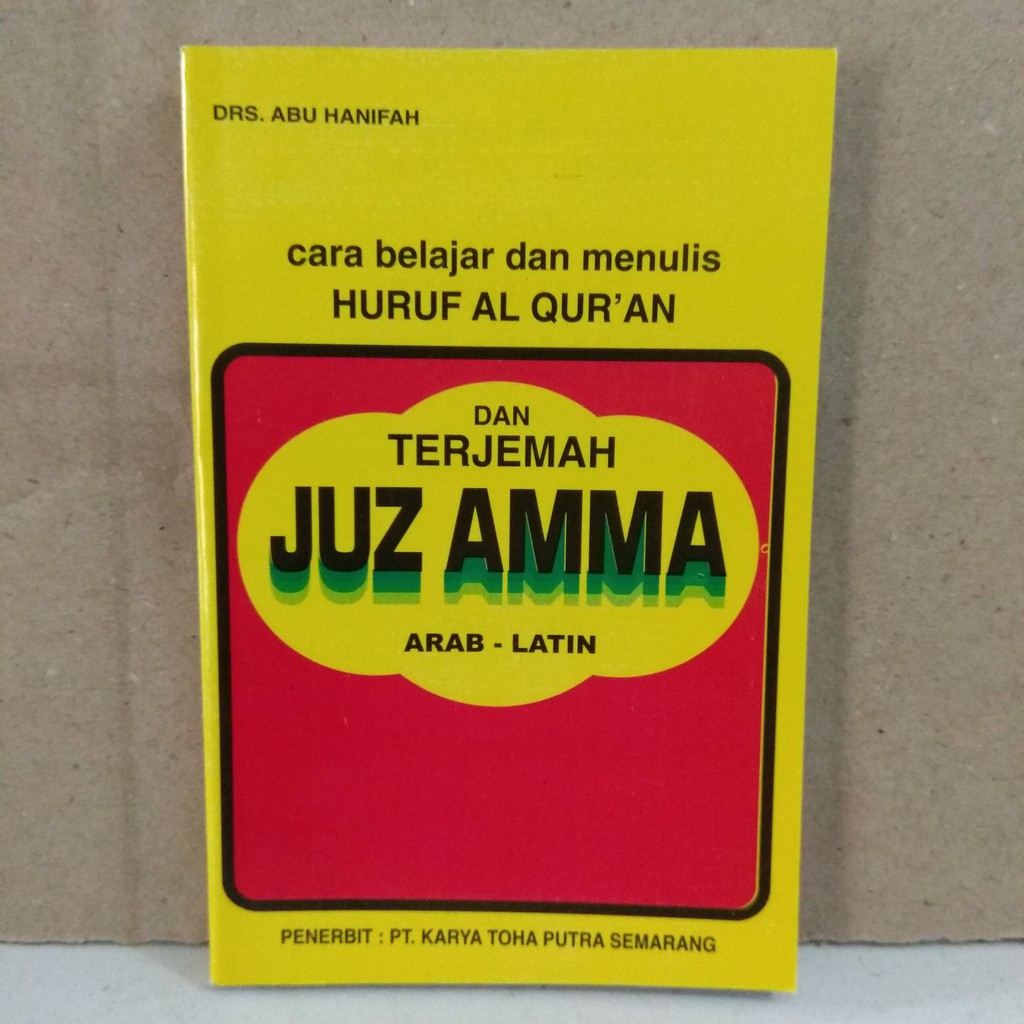 DRS. ABU HANIFAH
cara belajar dan menulis
HURUF AL QUR'AN
DAN
TERJEMAH
JUZ AMMA
ARAB - LATIN
PENERBIT : PT. KARYA TOHA PUTRA SEMARANG